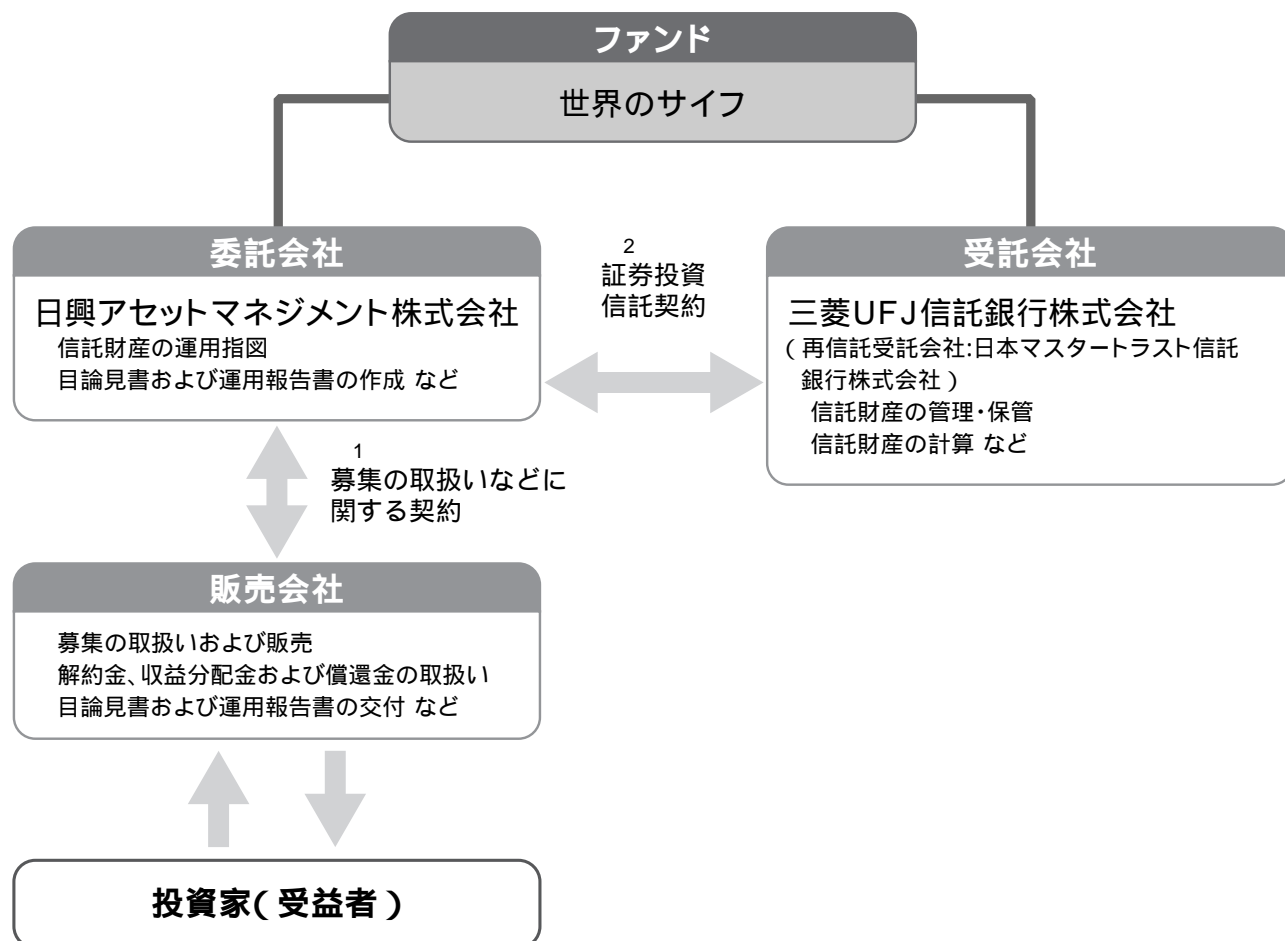 ファンド
世界のサイフ
委託会社
日興アセットマネジメント株式会社
信託財産の運用指図
目論見書および運用報告書の作成 など
2
証券投資
信託契約
受託会社
三菱UFJ信託銀行株式会社
(再信託受託会社:日本マスタートラスト信託
銀行株式会社)
信託財産の管理・保管
信託財産の計算 など
1
募集の取扱いなどに
関する契約
販売会社
募集の取扱いおよび販売
解約金、収益分配金および償還金の取扱い
目論見書および運用報告書の交付 など
投資家(受益者)